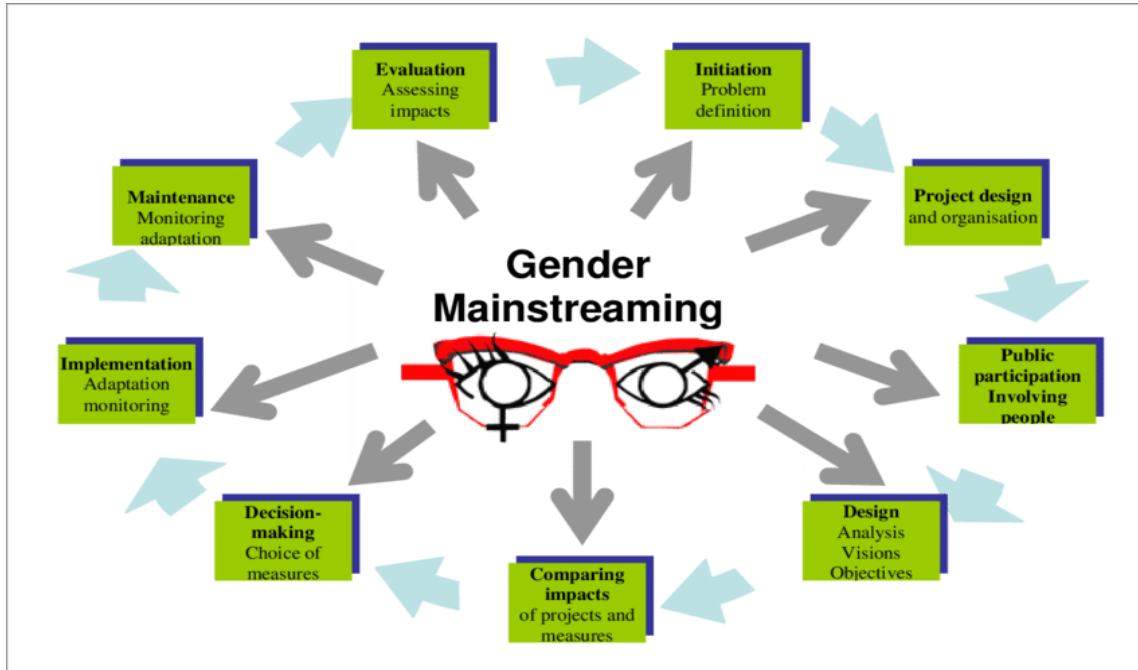 Evaluation
Assessing
impacts
Initiation
Problem
definition
Maintenance
Monitoring
adaptation
Project design
and organisation
Gender
Mainstreaming
Implementation
Adaptation
monitoring
Public
participation
Involving
people
Decision-
making
Choice of
measures
Design
Analysis
Visions
Objectives
Comparing
impacts
of projects and
measures